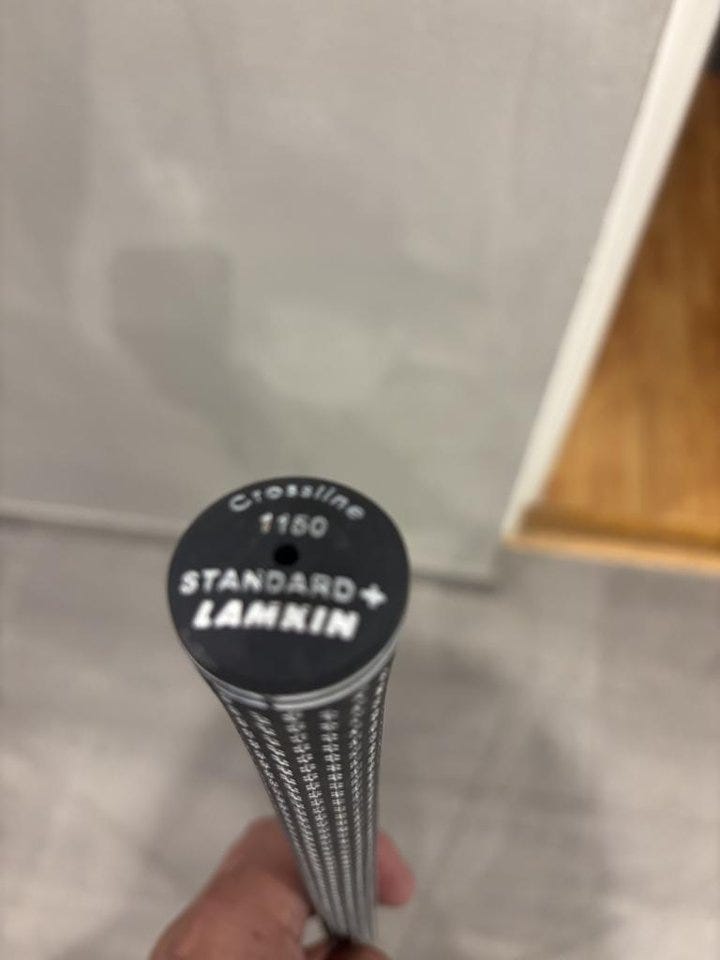 Crossline
1150
STANDARD+
LAMKIN